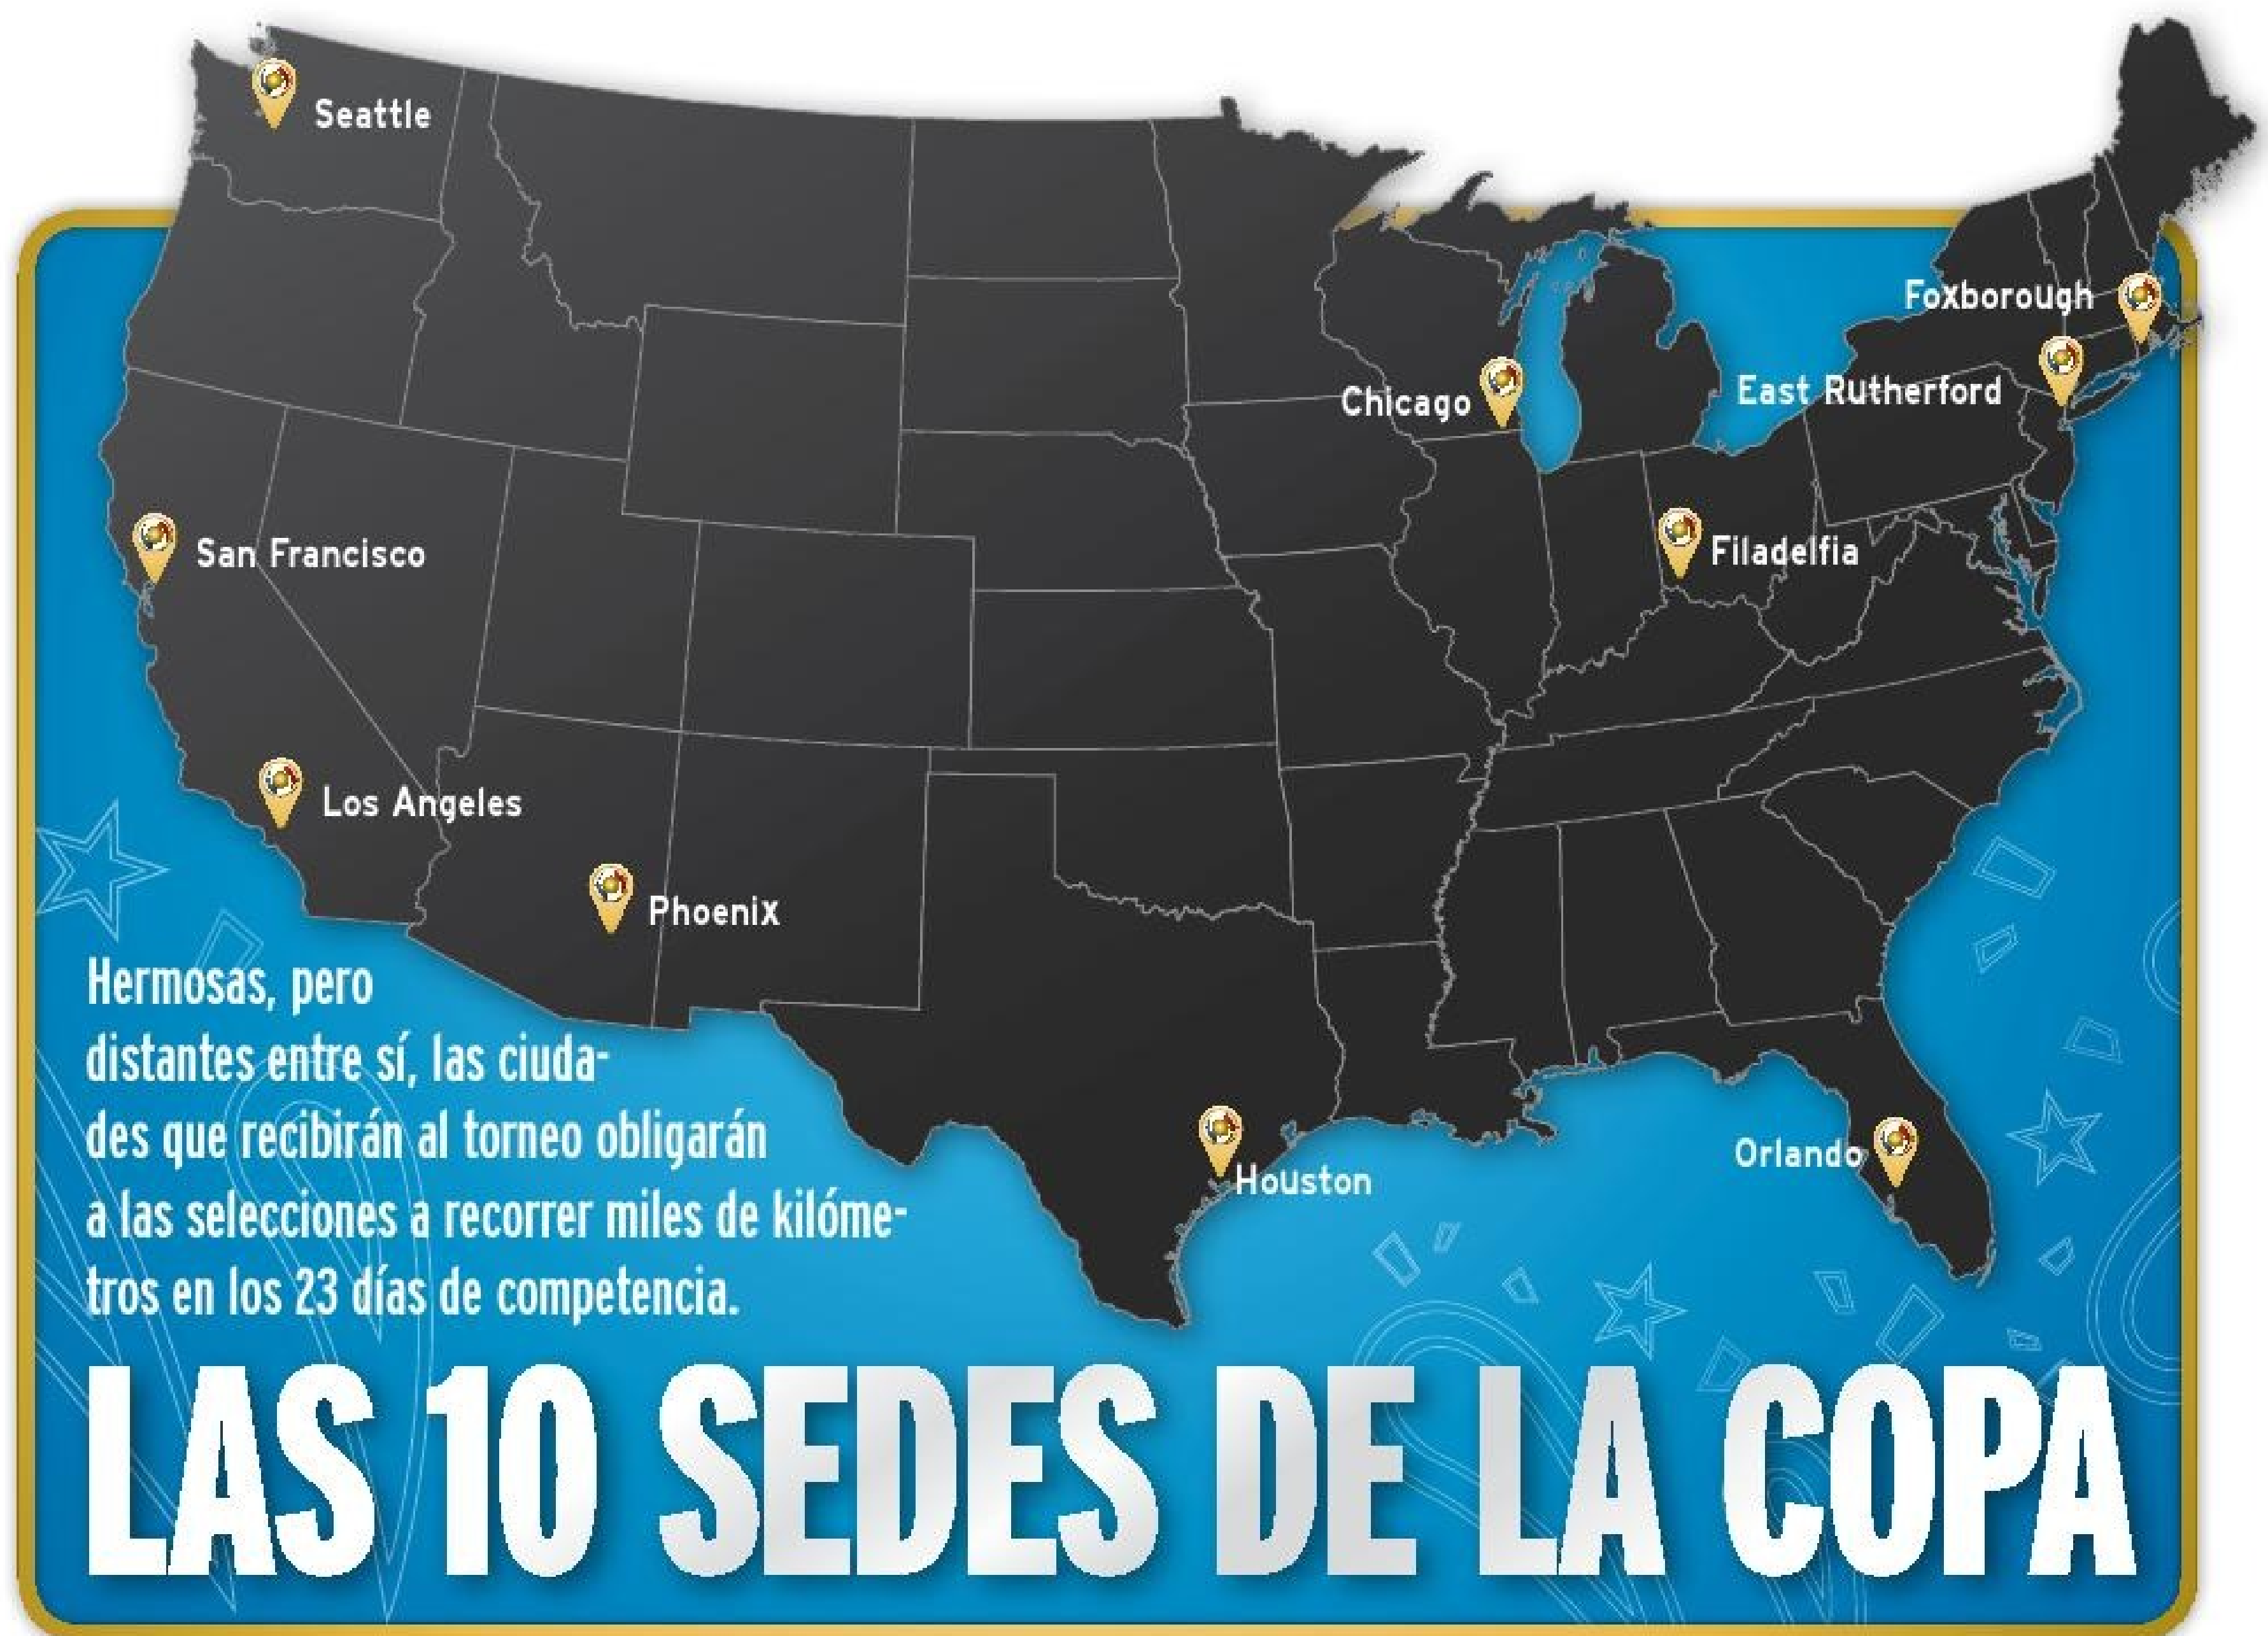 Seattle
Foxborough
Chicago
East Rutherford
San Francisco
Filadelfia
Los Angeles
Phoenix
Hermosas, pero
distantes entre sí, las ciuda-
des que recibirán al torneo obligarán
a las selecciones a recorrer miles de kilóme-
tros en los 23 días de competencia.
Orlando
Houston
LAS 10 SEDES DE LA COPA